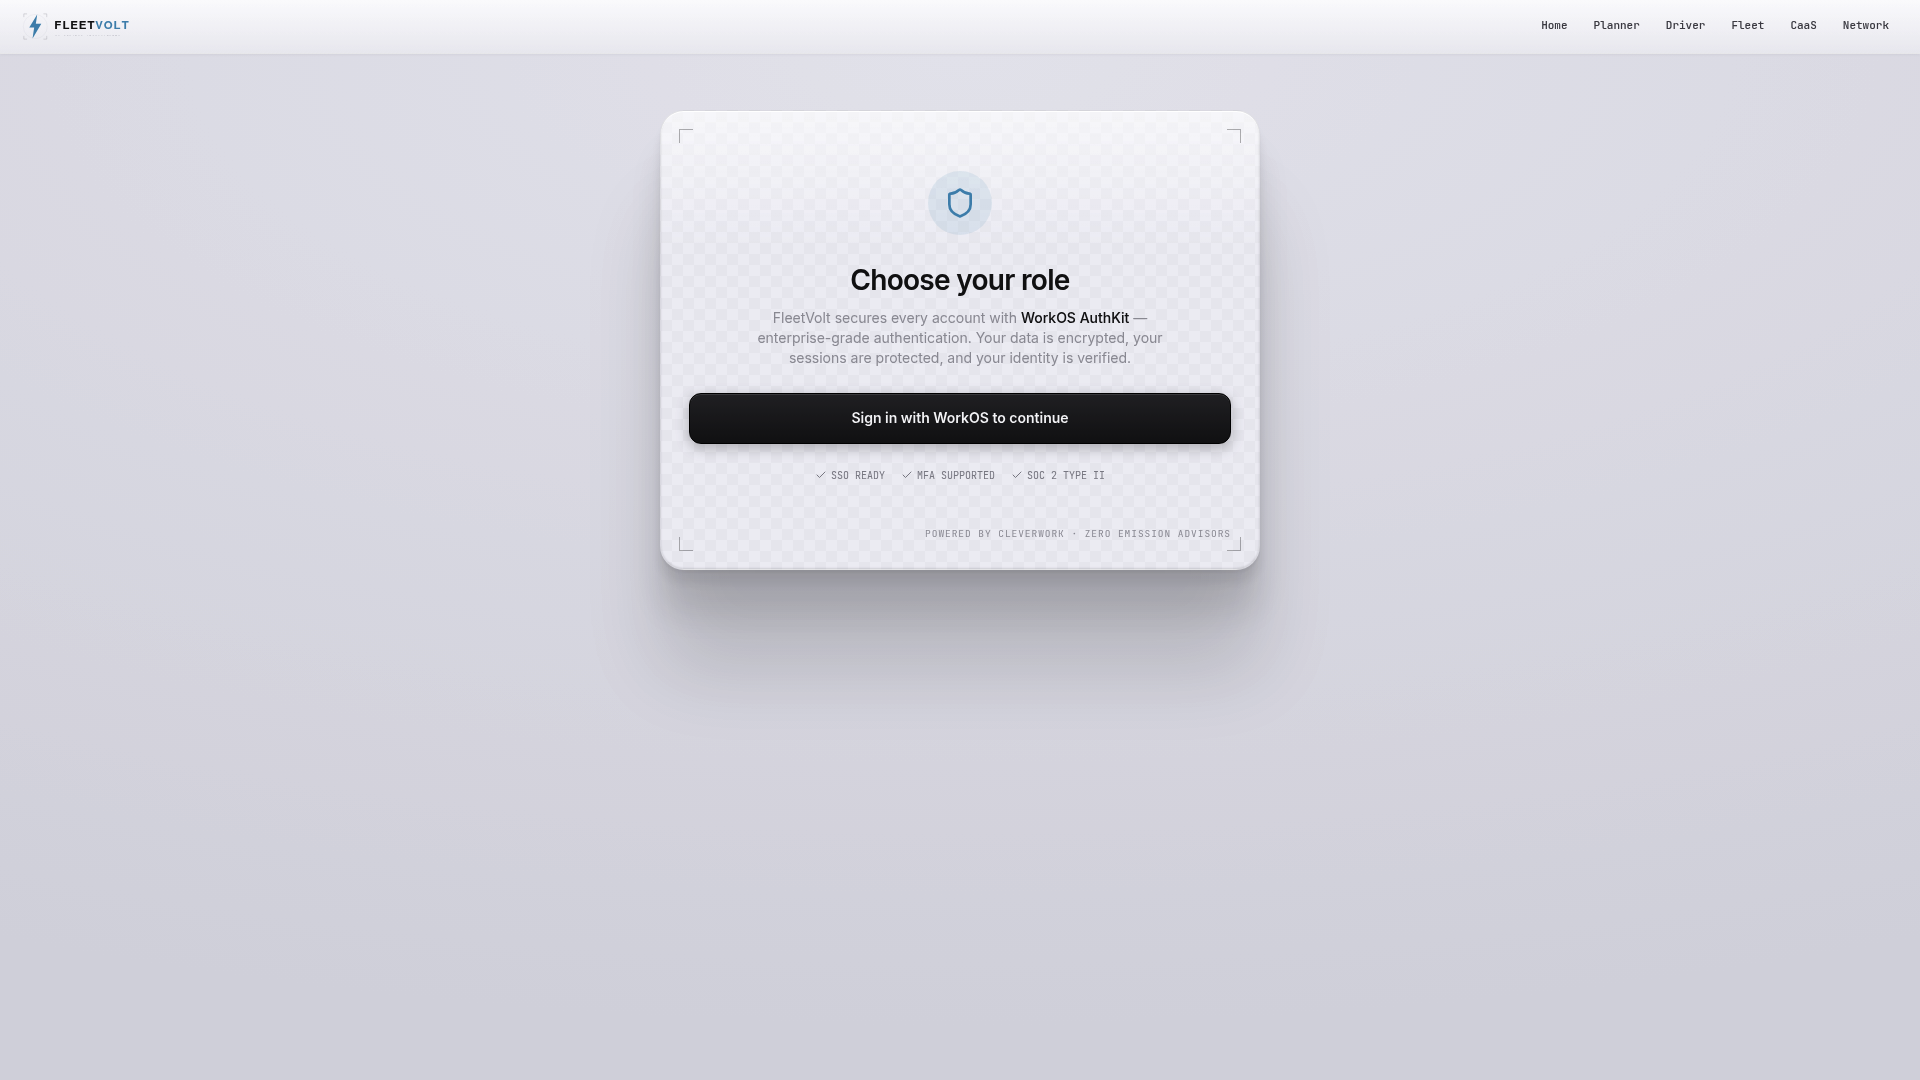 FLEETVOLT
Home Planner Driver Fleet CaaS Network
Choose your role
FleetVolt secures every account with WorkOS AuthKit —
enterprise-grade authentication. Your data is encrypted, your
sessions are protected, and your identity is verified.
Sign in with WorkOS to continue
SSO READY MFA SUPPORTED SOC 2 TYPE II
POWERED BY CLEVERWORK · ZERO EMISSION ADVISORS